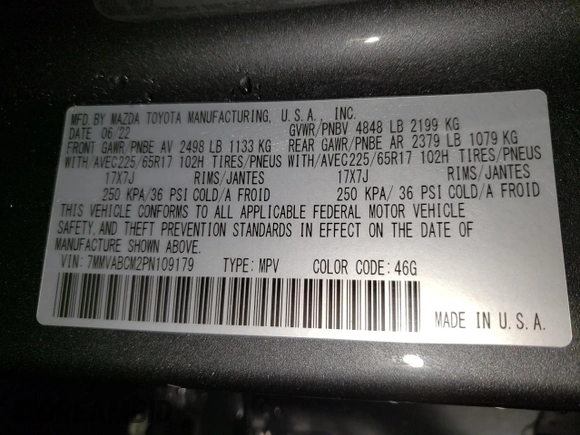 MFD. BY MAZDA TOYOTA MANUFACTURING, U.S.A., INC.
DATE 06/22 GVWR/PNBV 4848 LB 2199 KG
FRONT GAWR/PNBE AV 2498 LB 1133 KG REAR GAWR/PNBE AR 2379 LB 1079 KG
WITH/AVEC225/65R17 102H TIRES/PNEUS WITH/AVEC225/65R17 102H TIRES/PNEUS
17X7J RIMS/JANTES 17X7J RIMS/JANTES
250 KPA/36 PSI COLD/A FROID 250 KPA/ 36 PSI COLD/A FROID
THIS VEHICLE CONFORMS TO ALL APPLICABLE FEDERAL MOTOR VEHICLE
SAFETY, AND THEFT PREVENTION STANDARDS IN EFFECT ON THE DATE OF
MANUFACTURE SHOWN ABOVE.
VIN: 7MMVABCM2PN109179 TYPE: MPV COLOR CODE: 46G
MADE IN U.S.A.